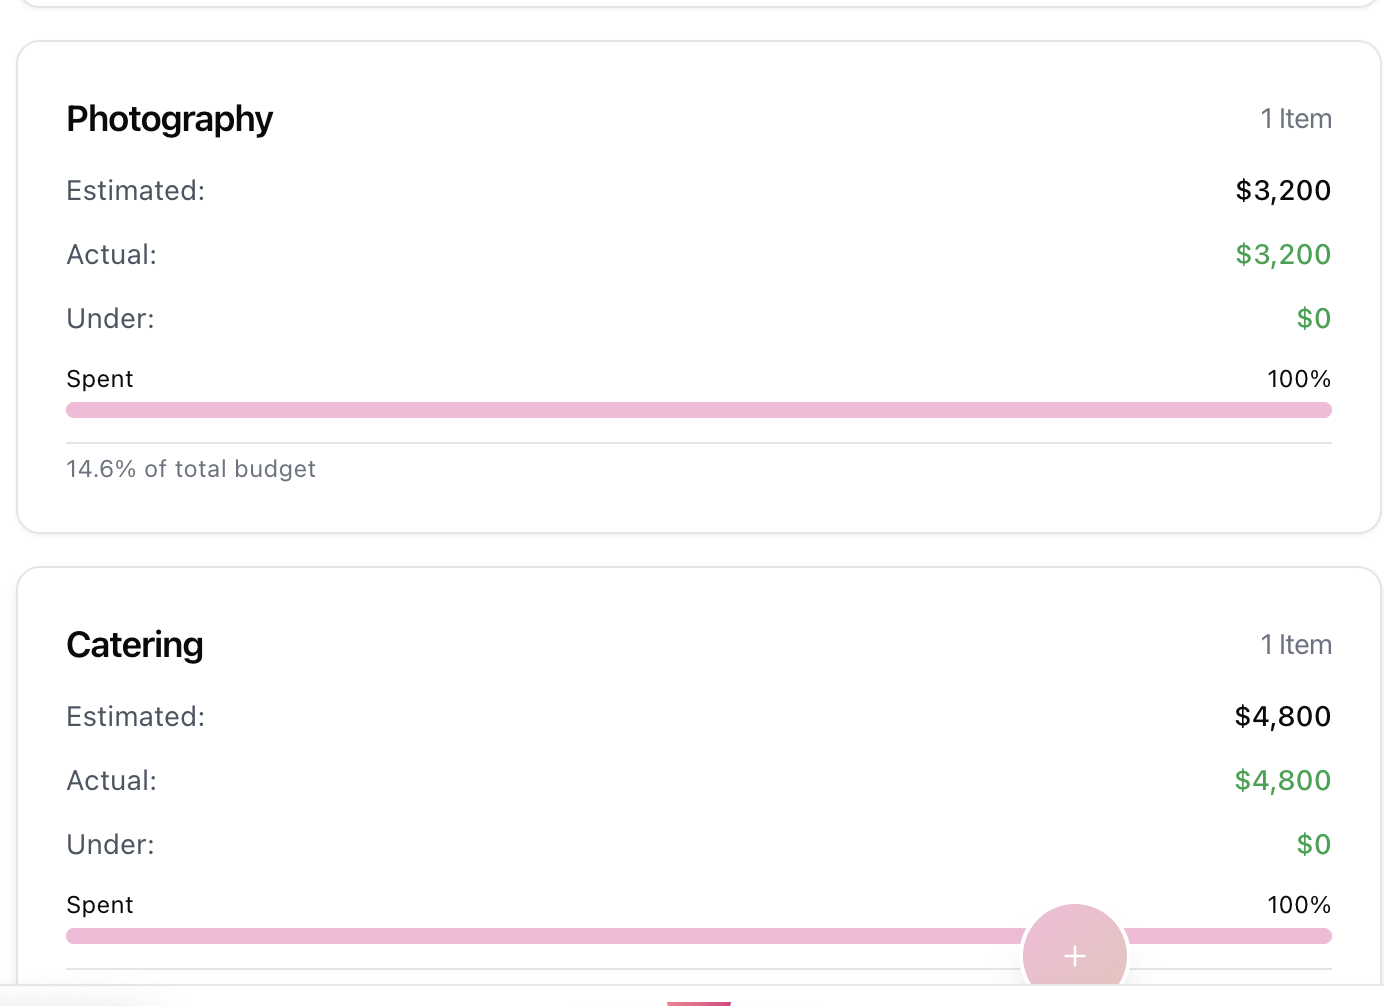 Photography 1 Item
Estimated: $3,200
Actual: $3,200
Under: $0
Spent 100%
14.6% of total budget
Catering 1 Item
Estimated: $4,800
Actual: $4,800
Under: $0
Spent 100%
+